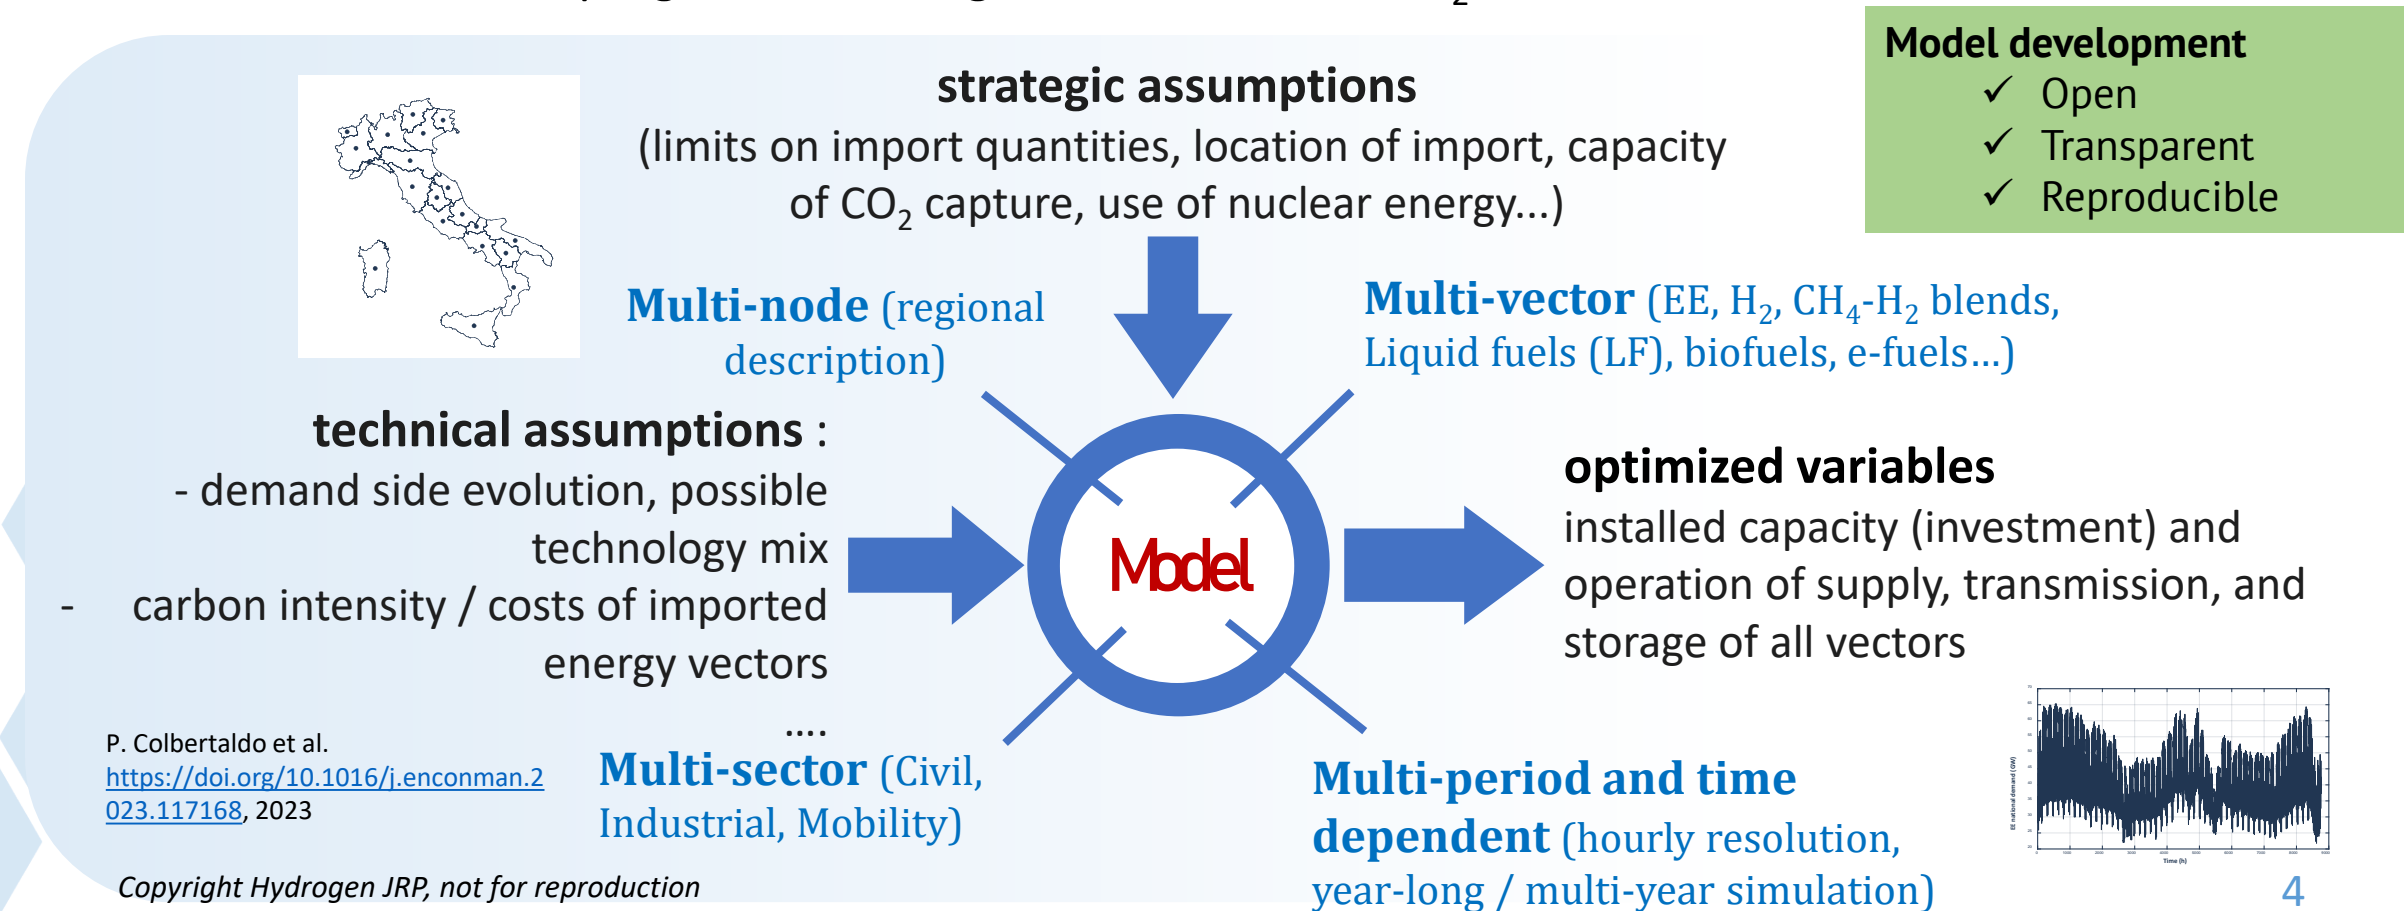 Model development
✓ Open
✓ Transparent
✓ Reproducible
strategic assumptions
(limits on import quantities, location of import, capacity
of CO₂ capture, use of nuclear energy...)
Multi-node (regional
description)
Multi-vector (EE, H₂, CH₄-H₂ blends,
Liquid fuels (LF), biofuels, e-fuels...)
technical assumptions :
- demand side evolution, possible
technology mix
- carbon intensity / costs of imported
energy vectors
....
Model
optimized variables
installed capacity (investment) and
operation of supply, transmission, and
storage of all vectors
P. Colbertaldo et al.
https://doi.org/10.1016/j.enconman.2
023.117168, 2023
Multi-sector (Civil,
Industrial, Mobility)
Multi-period and time
dependent (hourly resolution,
year-long / multi-year simulation)
EE national demand (GW)
Time (h)
Copyright Hydrogen JRP, not for reproduction
4